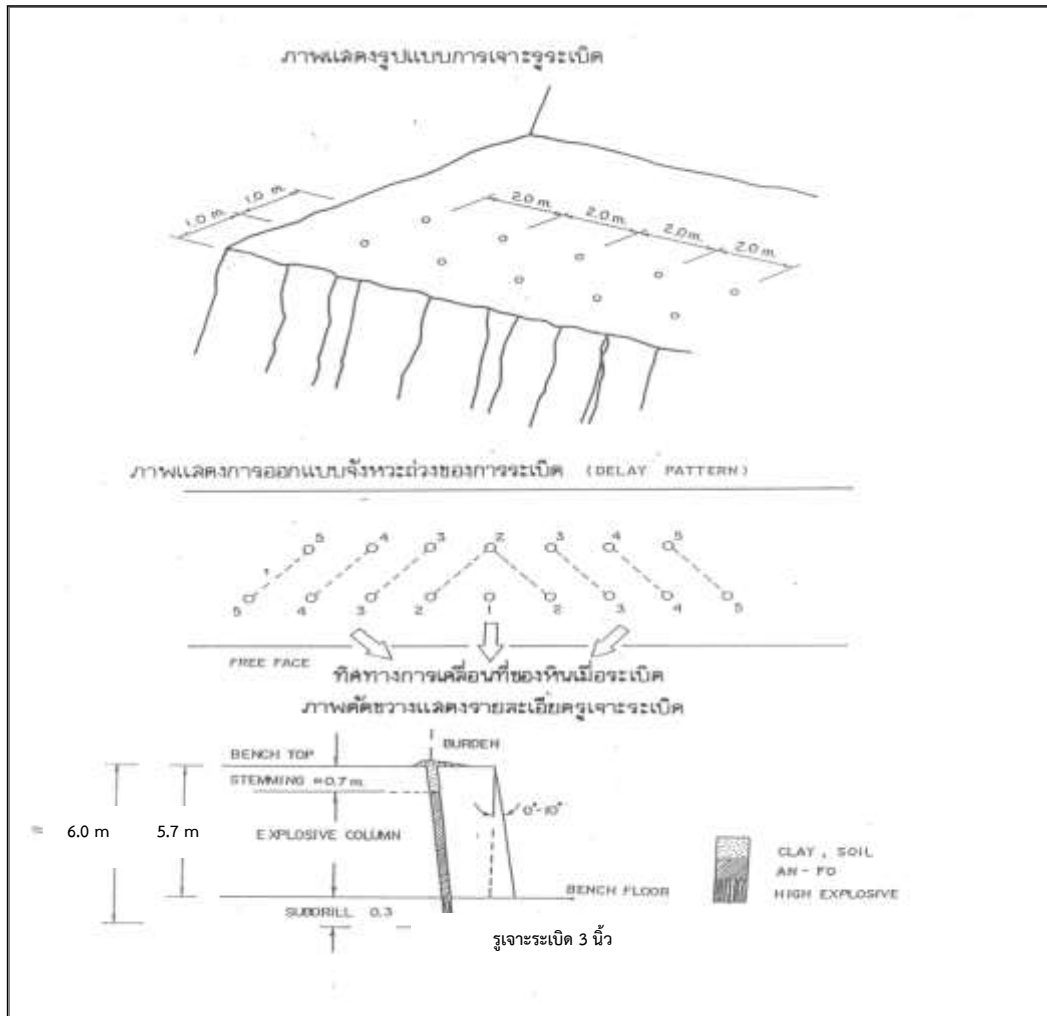 ภาพแสดงรูปแบบการเจาะรูระเบิด
1.0 m. 1.0 m.
2.0 m. 2.0 m. 2.0 m. 2.0 m.
ภาพแสดงการออกแบบจังหวะถ่วงของการระเบิด (DELAY PATTERN)
5 4 3 2 3 4 5
5 4 3 2 1 2 3 4 5
FREE FACE
ทิศทางการเคลื่อนที่ของหินเมื่อระเบิด
ภาพตัดขวางแสดงรายละเอียดรูเจาะระเบิด
BURDEN
BENCH TOP
STEMMING =0.7 m.
0°-10°
≈ 6.0 m 5.7 m EXPLOSIVE COLUMN
CLAY, SOIL
AN-FO
HIGH EXPLOSIVE
BENCH FLOOR
SUBDRILL 0.3
รูเจาะระเบิด 3 นิ้ว